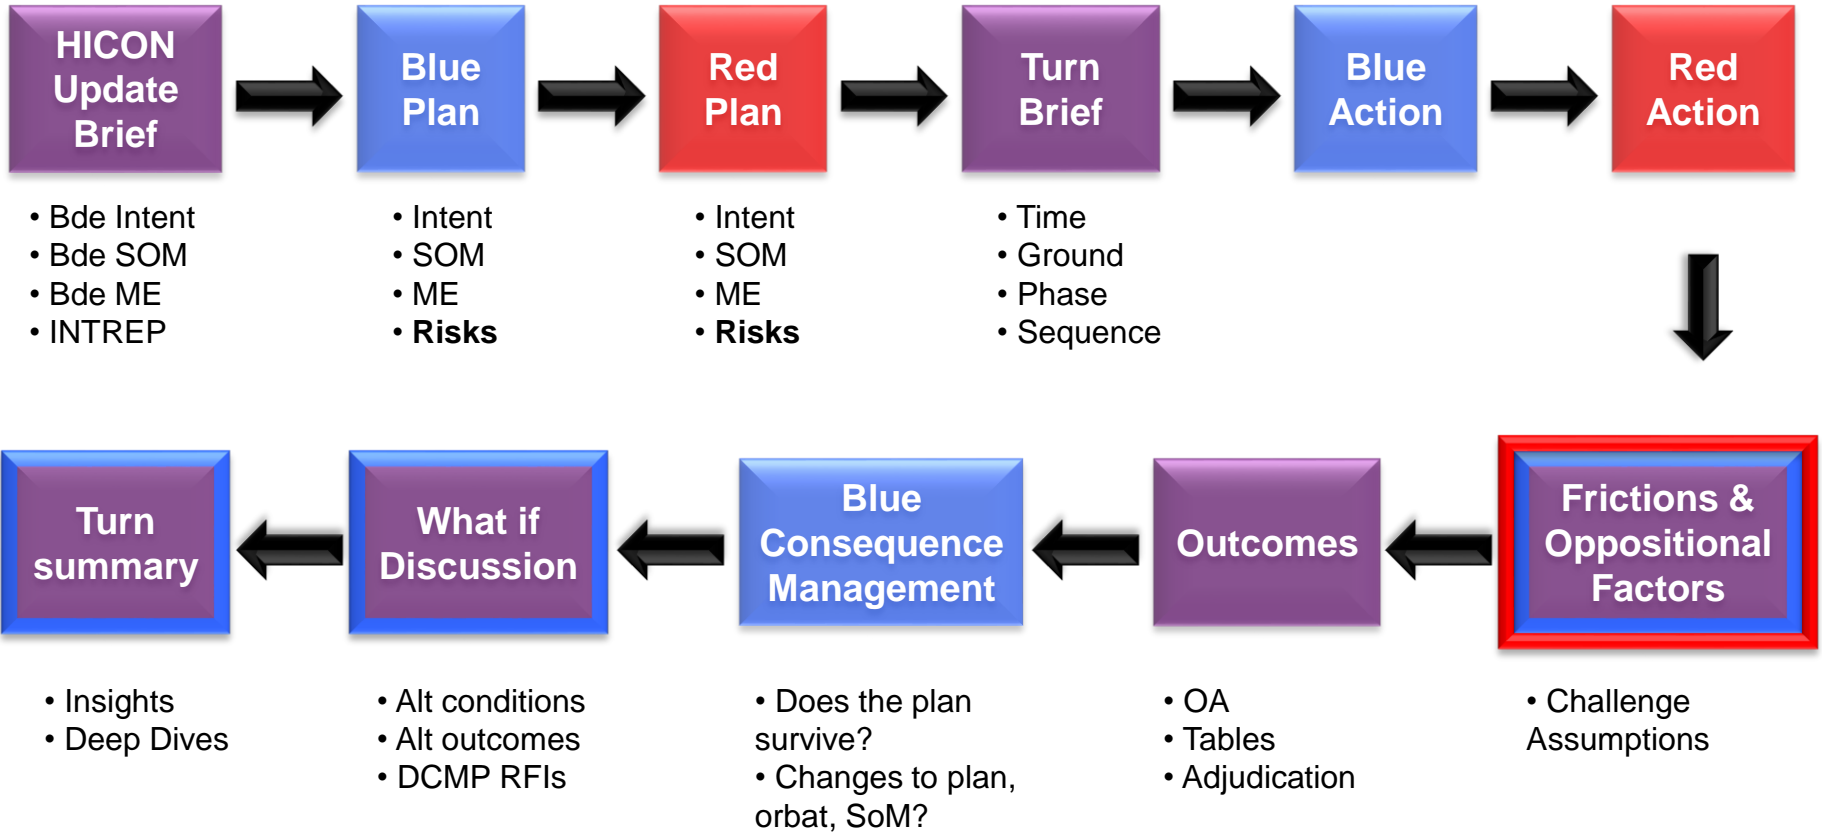 HICON
Update
Brief
Blue
Plan
Red
Plan
Turn
Brief
Blue
Action
Red
Action
• Bde Intent
• Bde SOM
• Bde ME
• INTREP
• Intent
• SOM
• ME
• Risks
• Intent
• SOM
• ME
• Risks
• Time
• Ground
• Phase
• Sequence
Frictions &
Oppositional
Factors
Outcomes
Blue
Consequence
Management
What if
Discussion
Turn
summary
• Challenge
Assumptions
• OA
• Tables
• Adjudication
• Does the plan
survive?
• Changes to plan,
orbat, SoM?
• Alt conditions
• Alt outcomes
• DCMP RFIs
• Insights
• Deep Dives